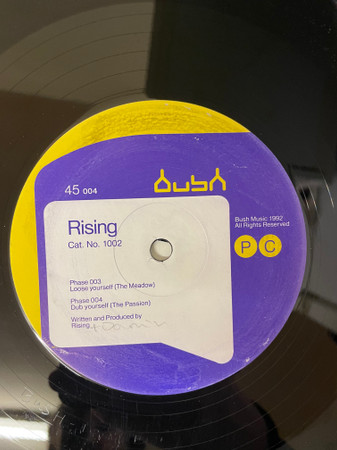 bush
45 004
Rising
Cat. No. 1002
Bush Music 1992
All Rights Reserved
P C
Phase 003
Loose yourself (The Meadow)
Phase 004
Dub yourself (The Passion)
Written and Produced by
Rising